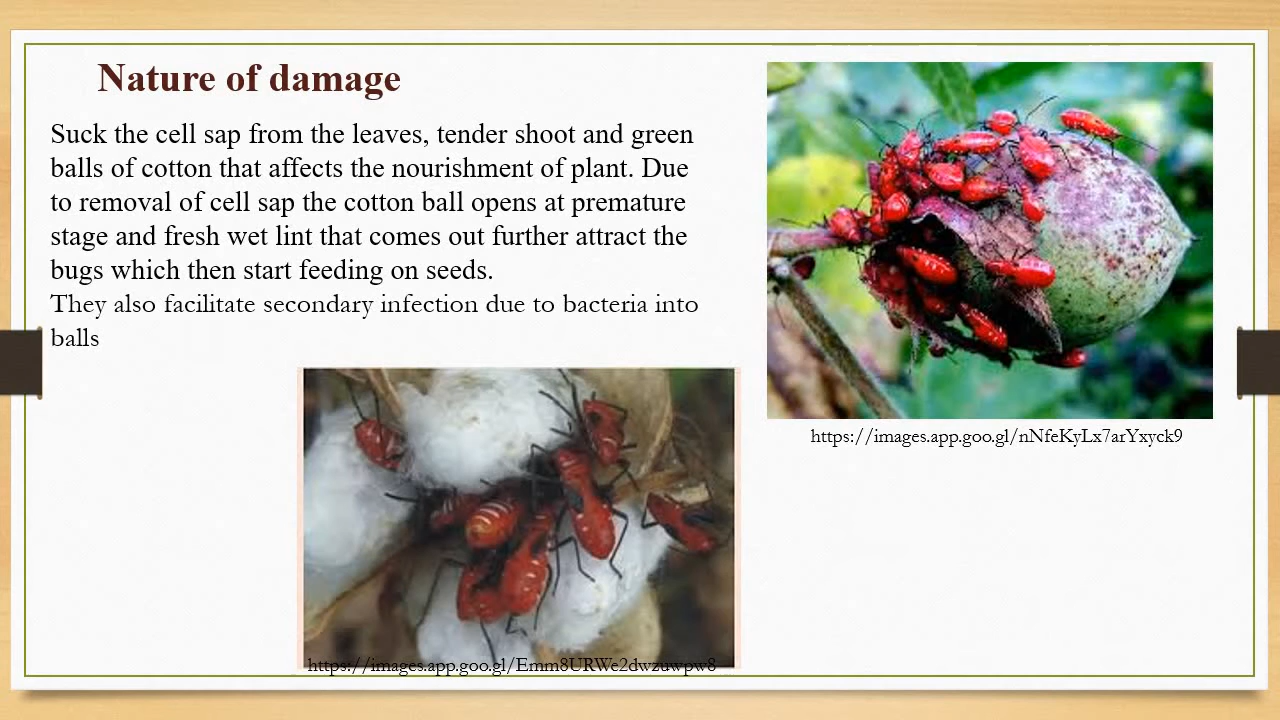 Nature of damage
Suck the cell sap from the leaves, tender shoot and green
balls of cotton that affects the nourishment of plant. Due
to removal of cell sap the cotton ball opens at premature
stage and fresh wet lint that comes out further attract the
bugs which then start feeding on seeds.
They also facilitate secondary infection due to bacteria into
balls
https://images.app.goo.gl/nNfeKyLx7arYxyck9
https://images.app.goo.gl/Emm8URWe2dwzuwpw8